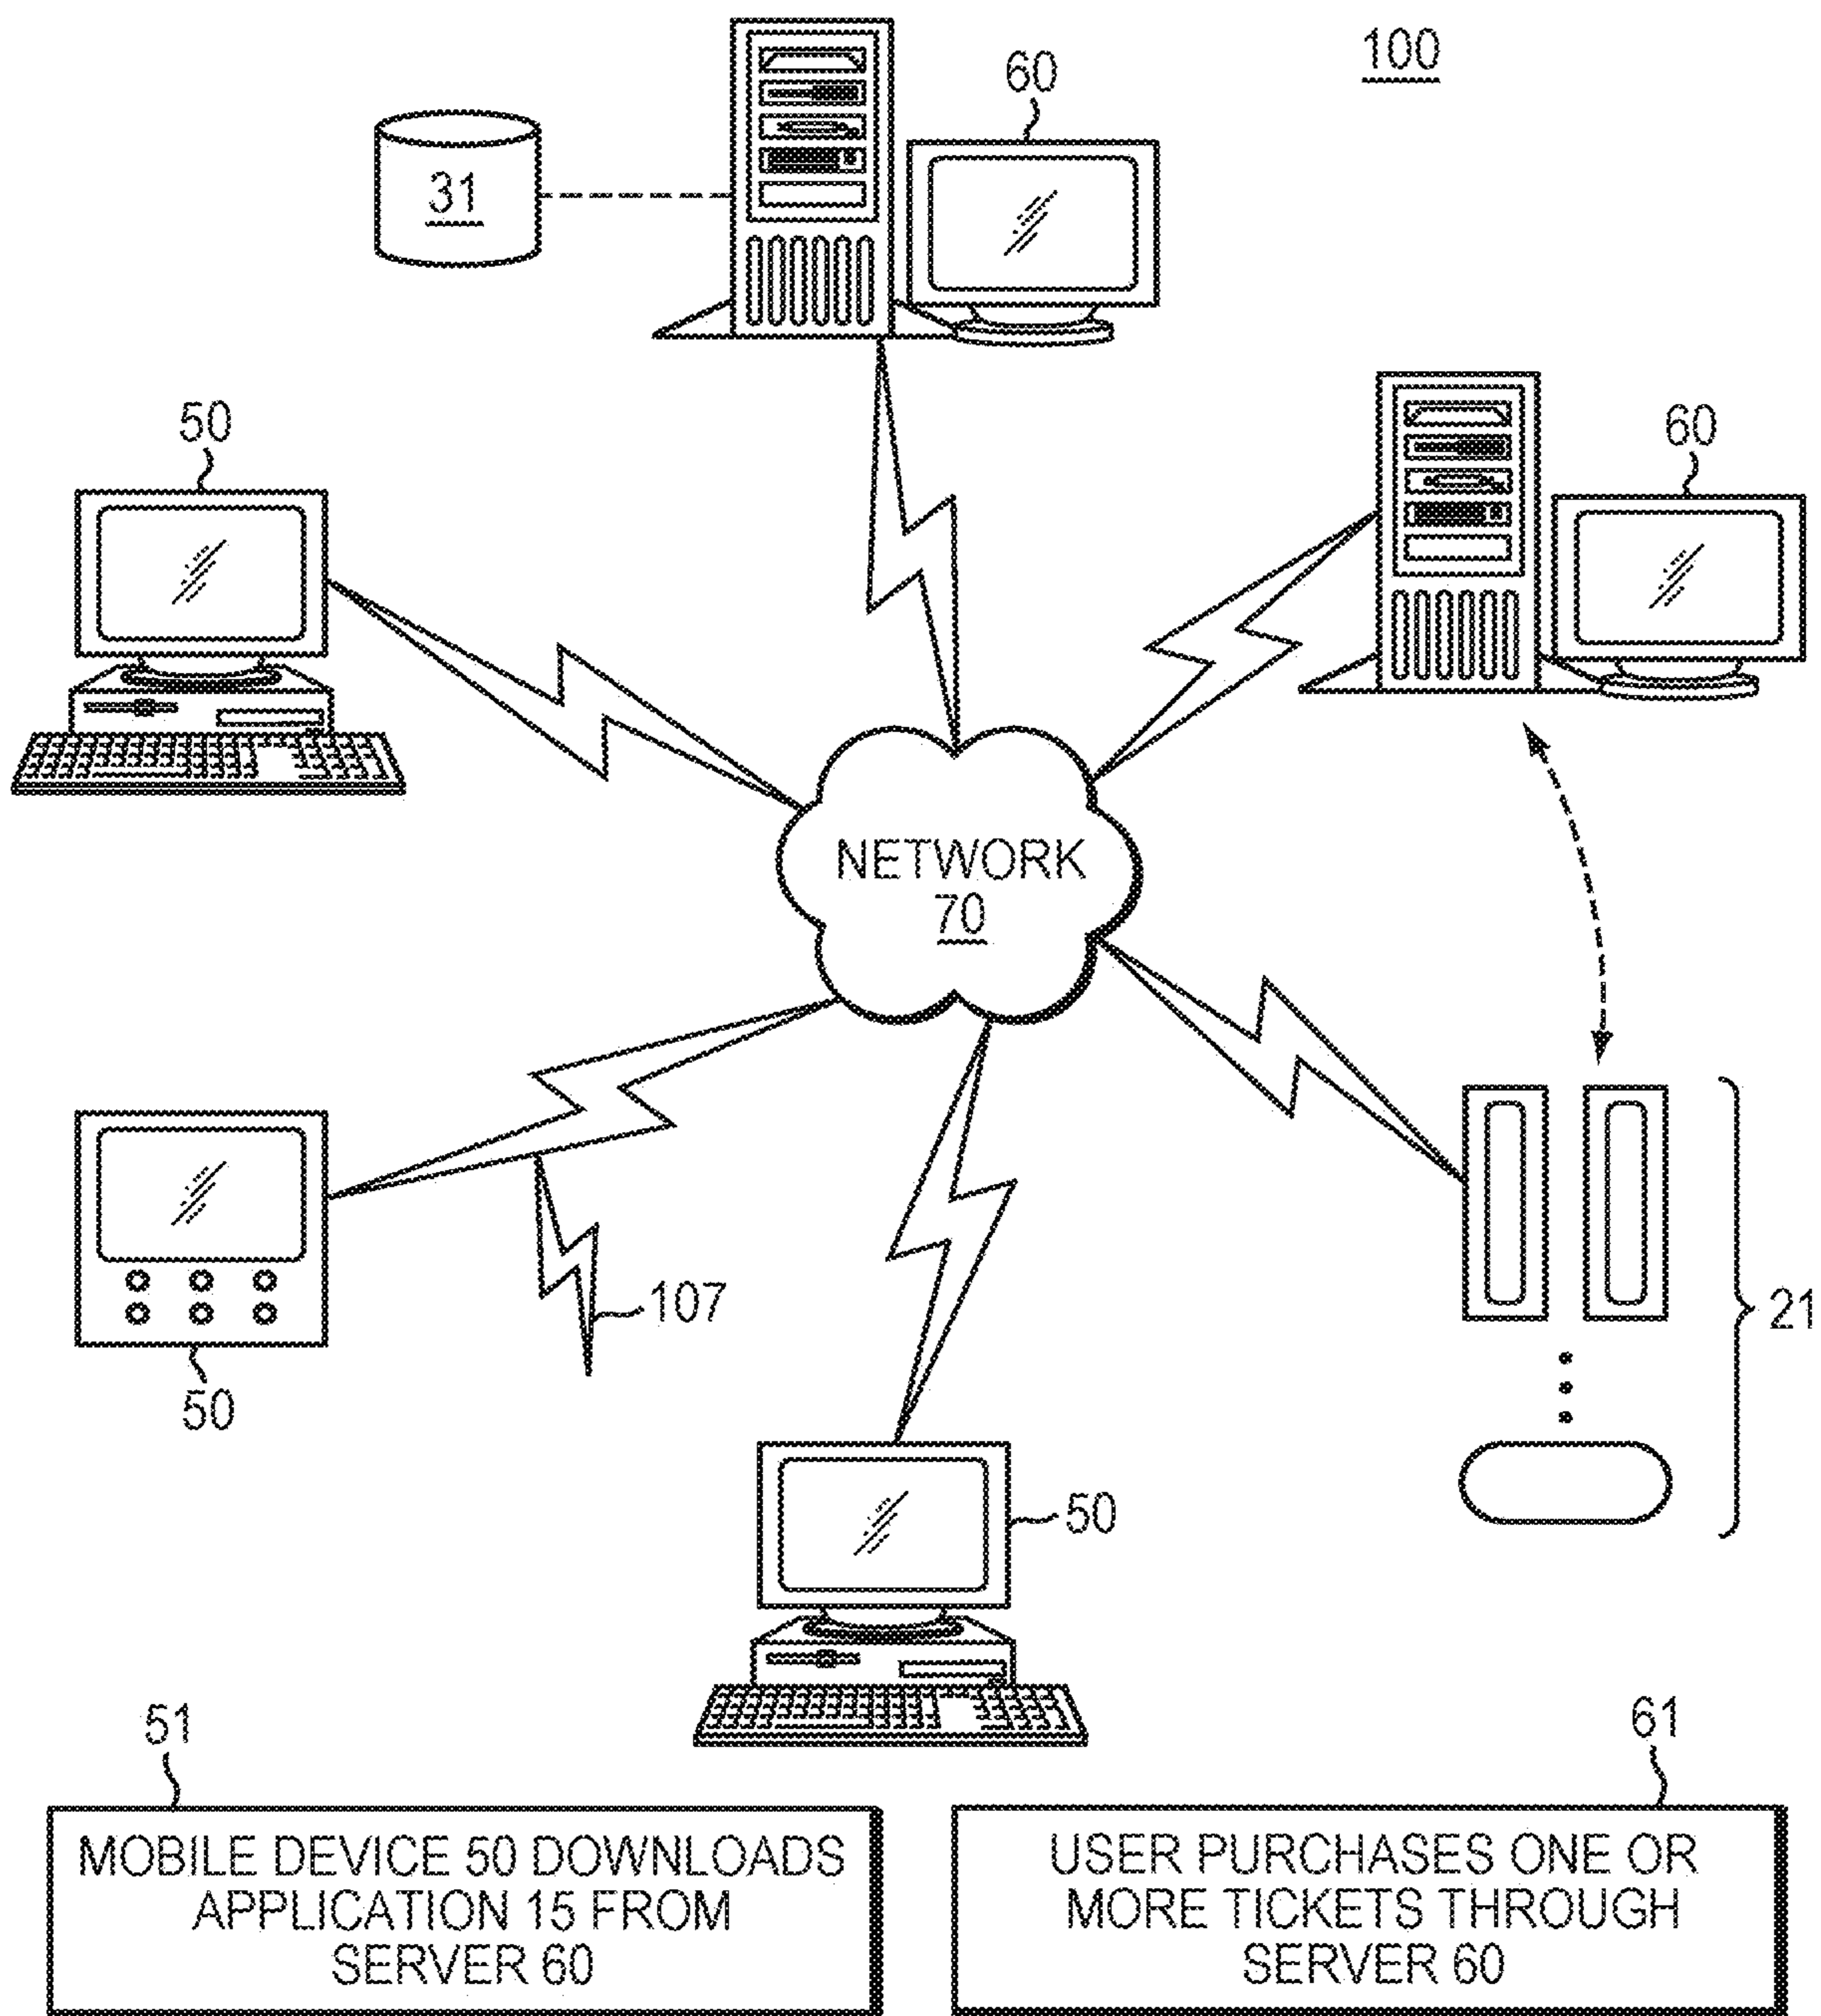 100
60
31
60
50
NETWORK
70
107
21
50
50
51
61
MOBILE DEVICE 50 DOWNLOADS
APPLICATION 15 FROM
SERVER 60
USER PURCHASES ONE OR
MORE TICKETS THROUGH
SERVER 60